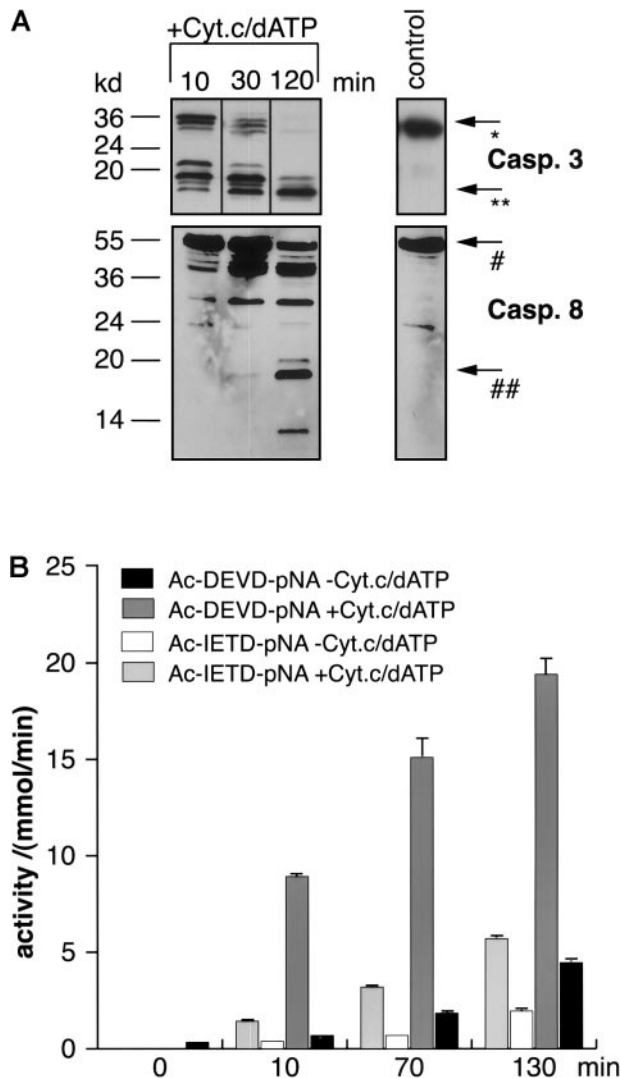 A
+Cyt.c/dATP
kd 10 30 120 min control
36
24
20
*
Casp. 3
**
55
36
24
20
14
#
Casp. 8
##
B
25
20
15
10
5
0
activity /(mmol/min)
Ac-DEVD-pNA -Cyt.c/dATP
Ac-DEVD-pNA +Cyt.c/dATP
Ac-IETD-pNA -Cyt.c/dATP
Ac-IETD-pNA +Cyt.c/dATP
0 10 70 130 min